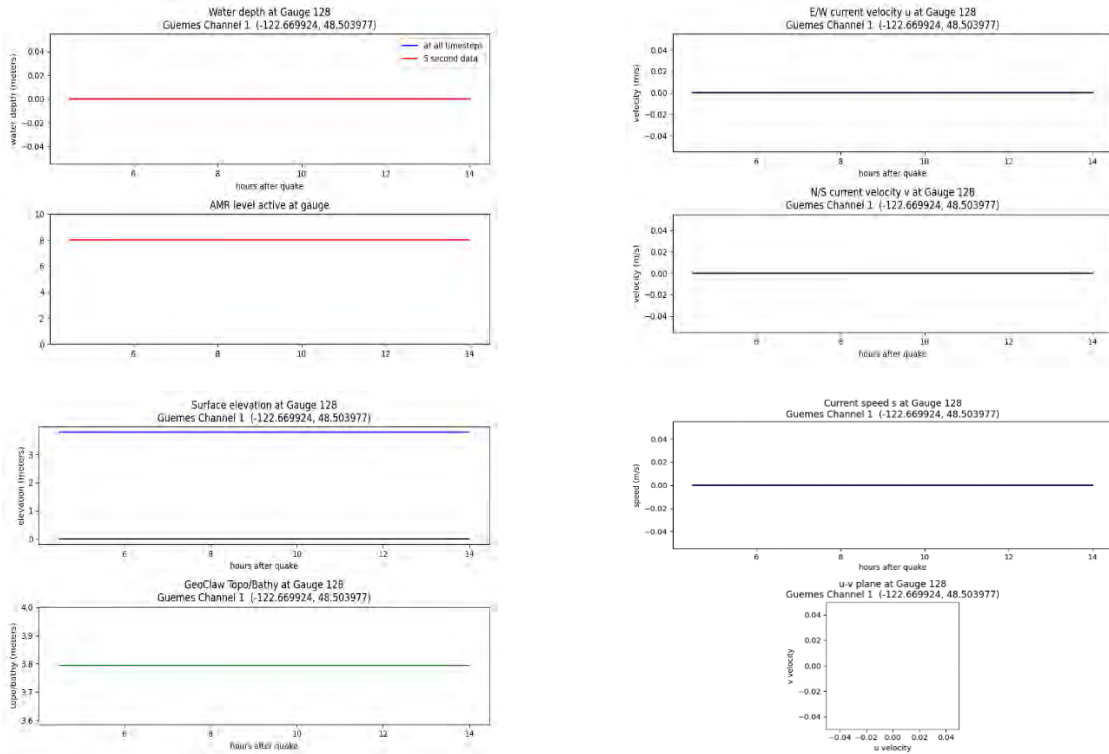 Water depth at Gauge 128
Guemes Channel 1 (-122.669924, 48.503977)
water depth (meters)
0.04
0.02
0.00
−0.02
−0.04
at all timesteps
5 second data
6 8 10 12 14
hours after quake
AMR level active at gauge
10
8
6
4
2
0
6 8 10 12 14
hours after quake
Surface elevation at Gauge 128
Guemes Channel 1 (-122.669924, 48.503977)
elevation (meters)
3
2
1
0
6 8 10 12 14
hours after quake
GeoClaw Topo/Bathy at Gauge 128
Guemes Channel 1 (-122.669924, 48.503977)
topo/bathy (meters)
4.0
3.9
3.8
3.7
3.6
6 8 10 12 14
hours after quake
E/W current velocity u at Gauge 128
Guemes Channel 1 (-122.669924, 48.503977)
velocity (m/s)
0.04
0.02
0.00
−0.02
−0.04
6 8 10 12 14
hours after quake
N/S current velocity v at Gauge 128
Guemes Channel 1 (-122.669924, 48.503977)
velocity (m/s)
0.04
0.02
0.00
−0.02
−0.04
6 8 10 12 14
hours after quake
Current speed s at Gauge 128
Guemes Channel 1 (-122.669924, 48.503977)
speed (m/s)
0.04
0.02
0.00
−0.02
−0.04
6 8 10 12 14
hours after quake
u-v plane at Gauge 128
Guemes Channel 1 (-122.669924, 48.503977)
v velocity
0.04
0.02
0.00
−0.02
−0.04
−0.04 −0.02 0.00 0.02 0.04
u velocity